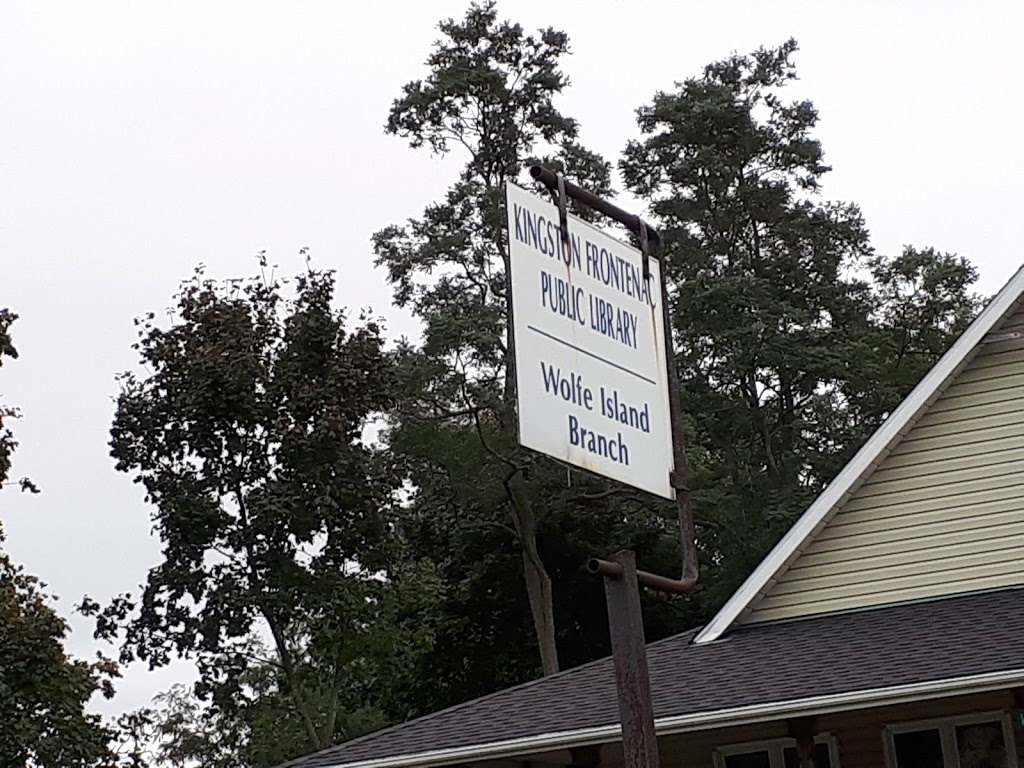 KINGSTON FRONTENAC
PUBLIC LIBRARY
Wolfe Island
Branch